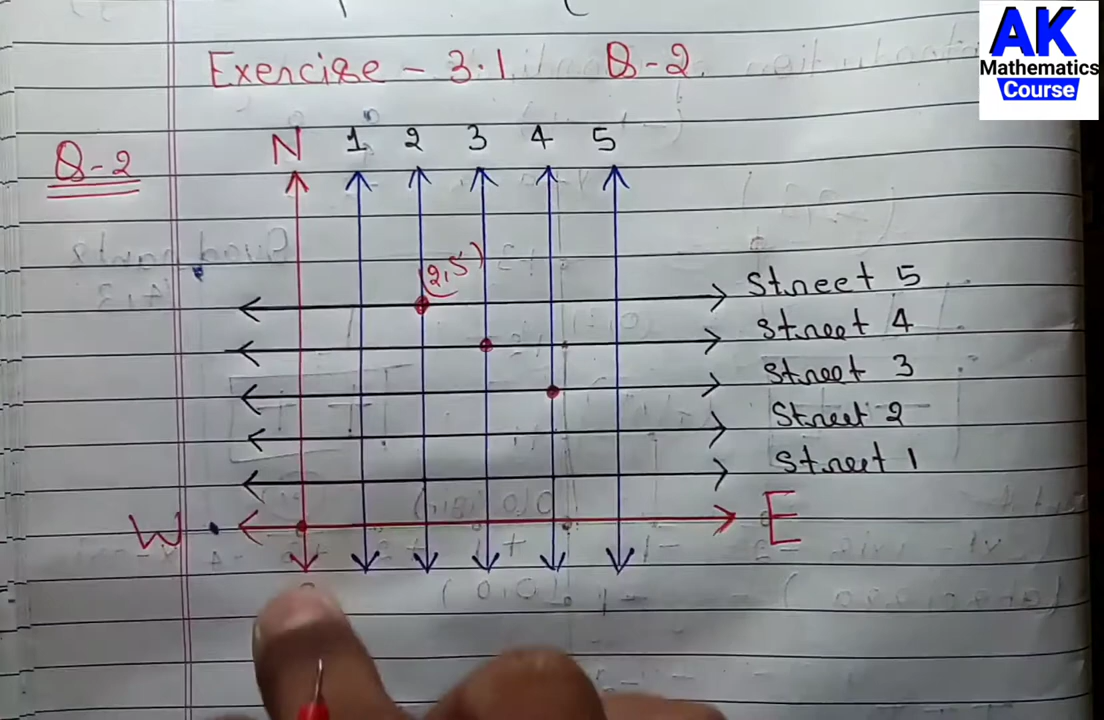 AK
Mathematics
Course
Exercise - 3.1 Q-2.
Q-2
N 1 2 3 4 5
(2,5)
Street 5
Street 4
Street 3
Street 2
Street 1
W E